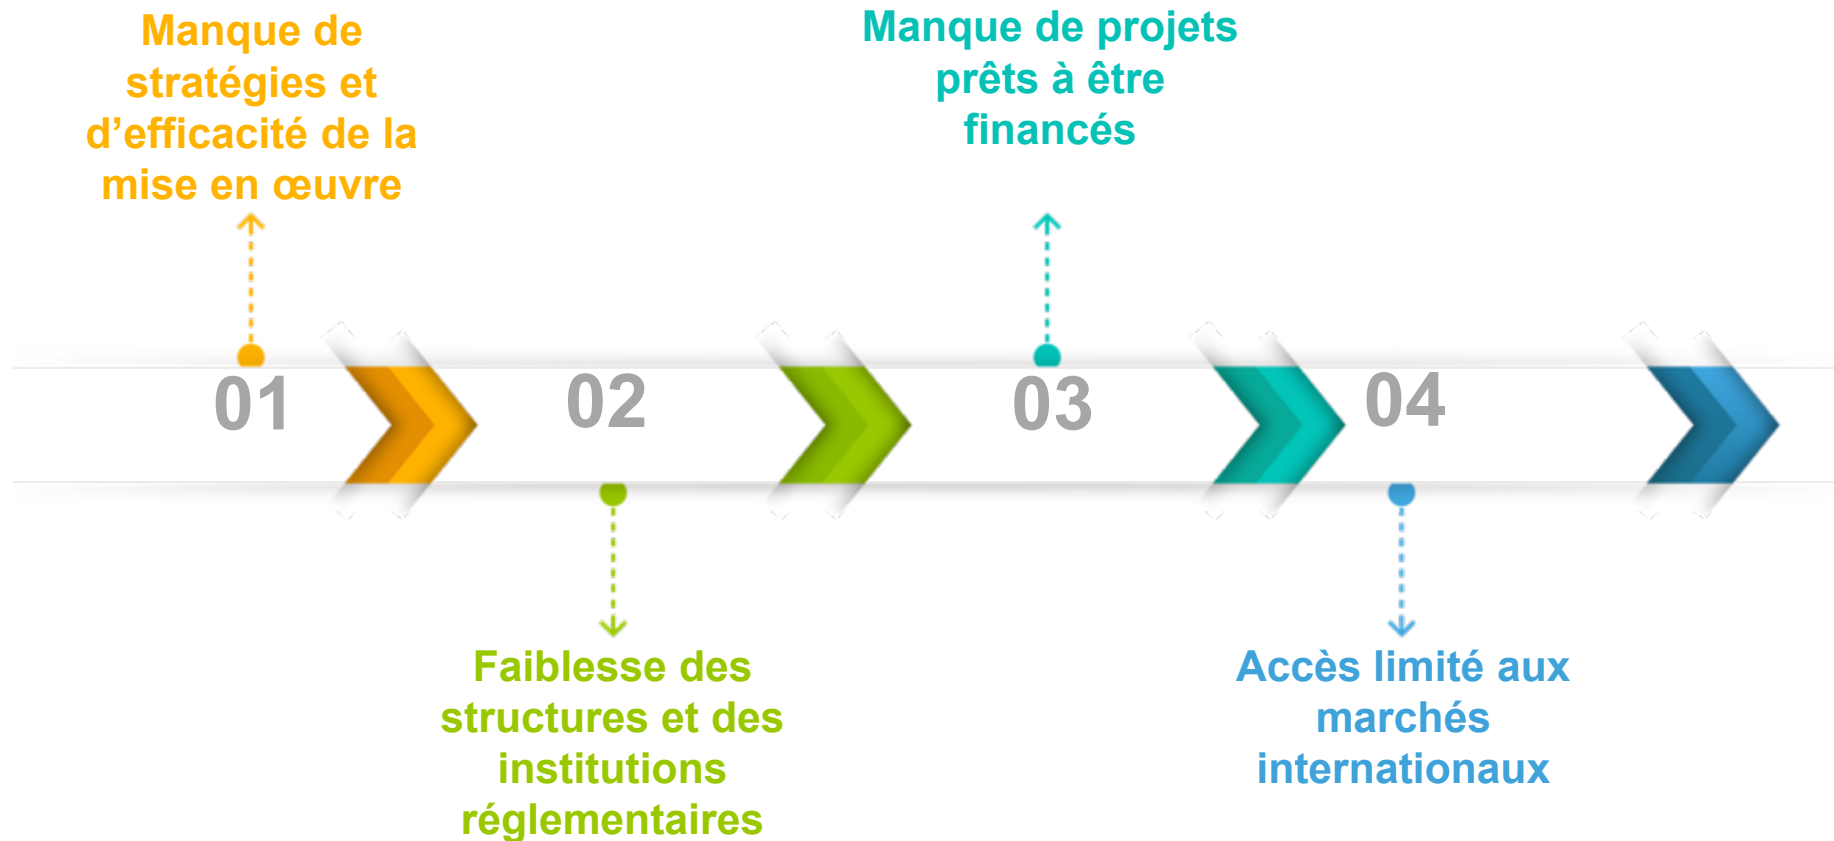 Manque de
stratégies et
d’efficacité de la
mise en œuvre
Manque de projets
prêts à être
financés
01
02
03
04
Faiblesse des
structures et des
institutions
réglementaires
Accès limité aux
marchés
internationaux